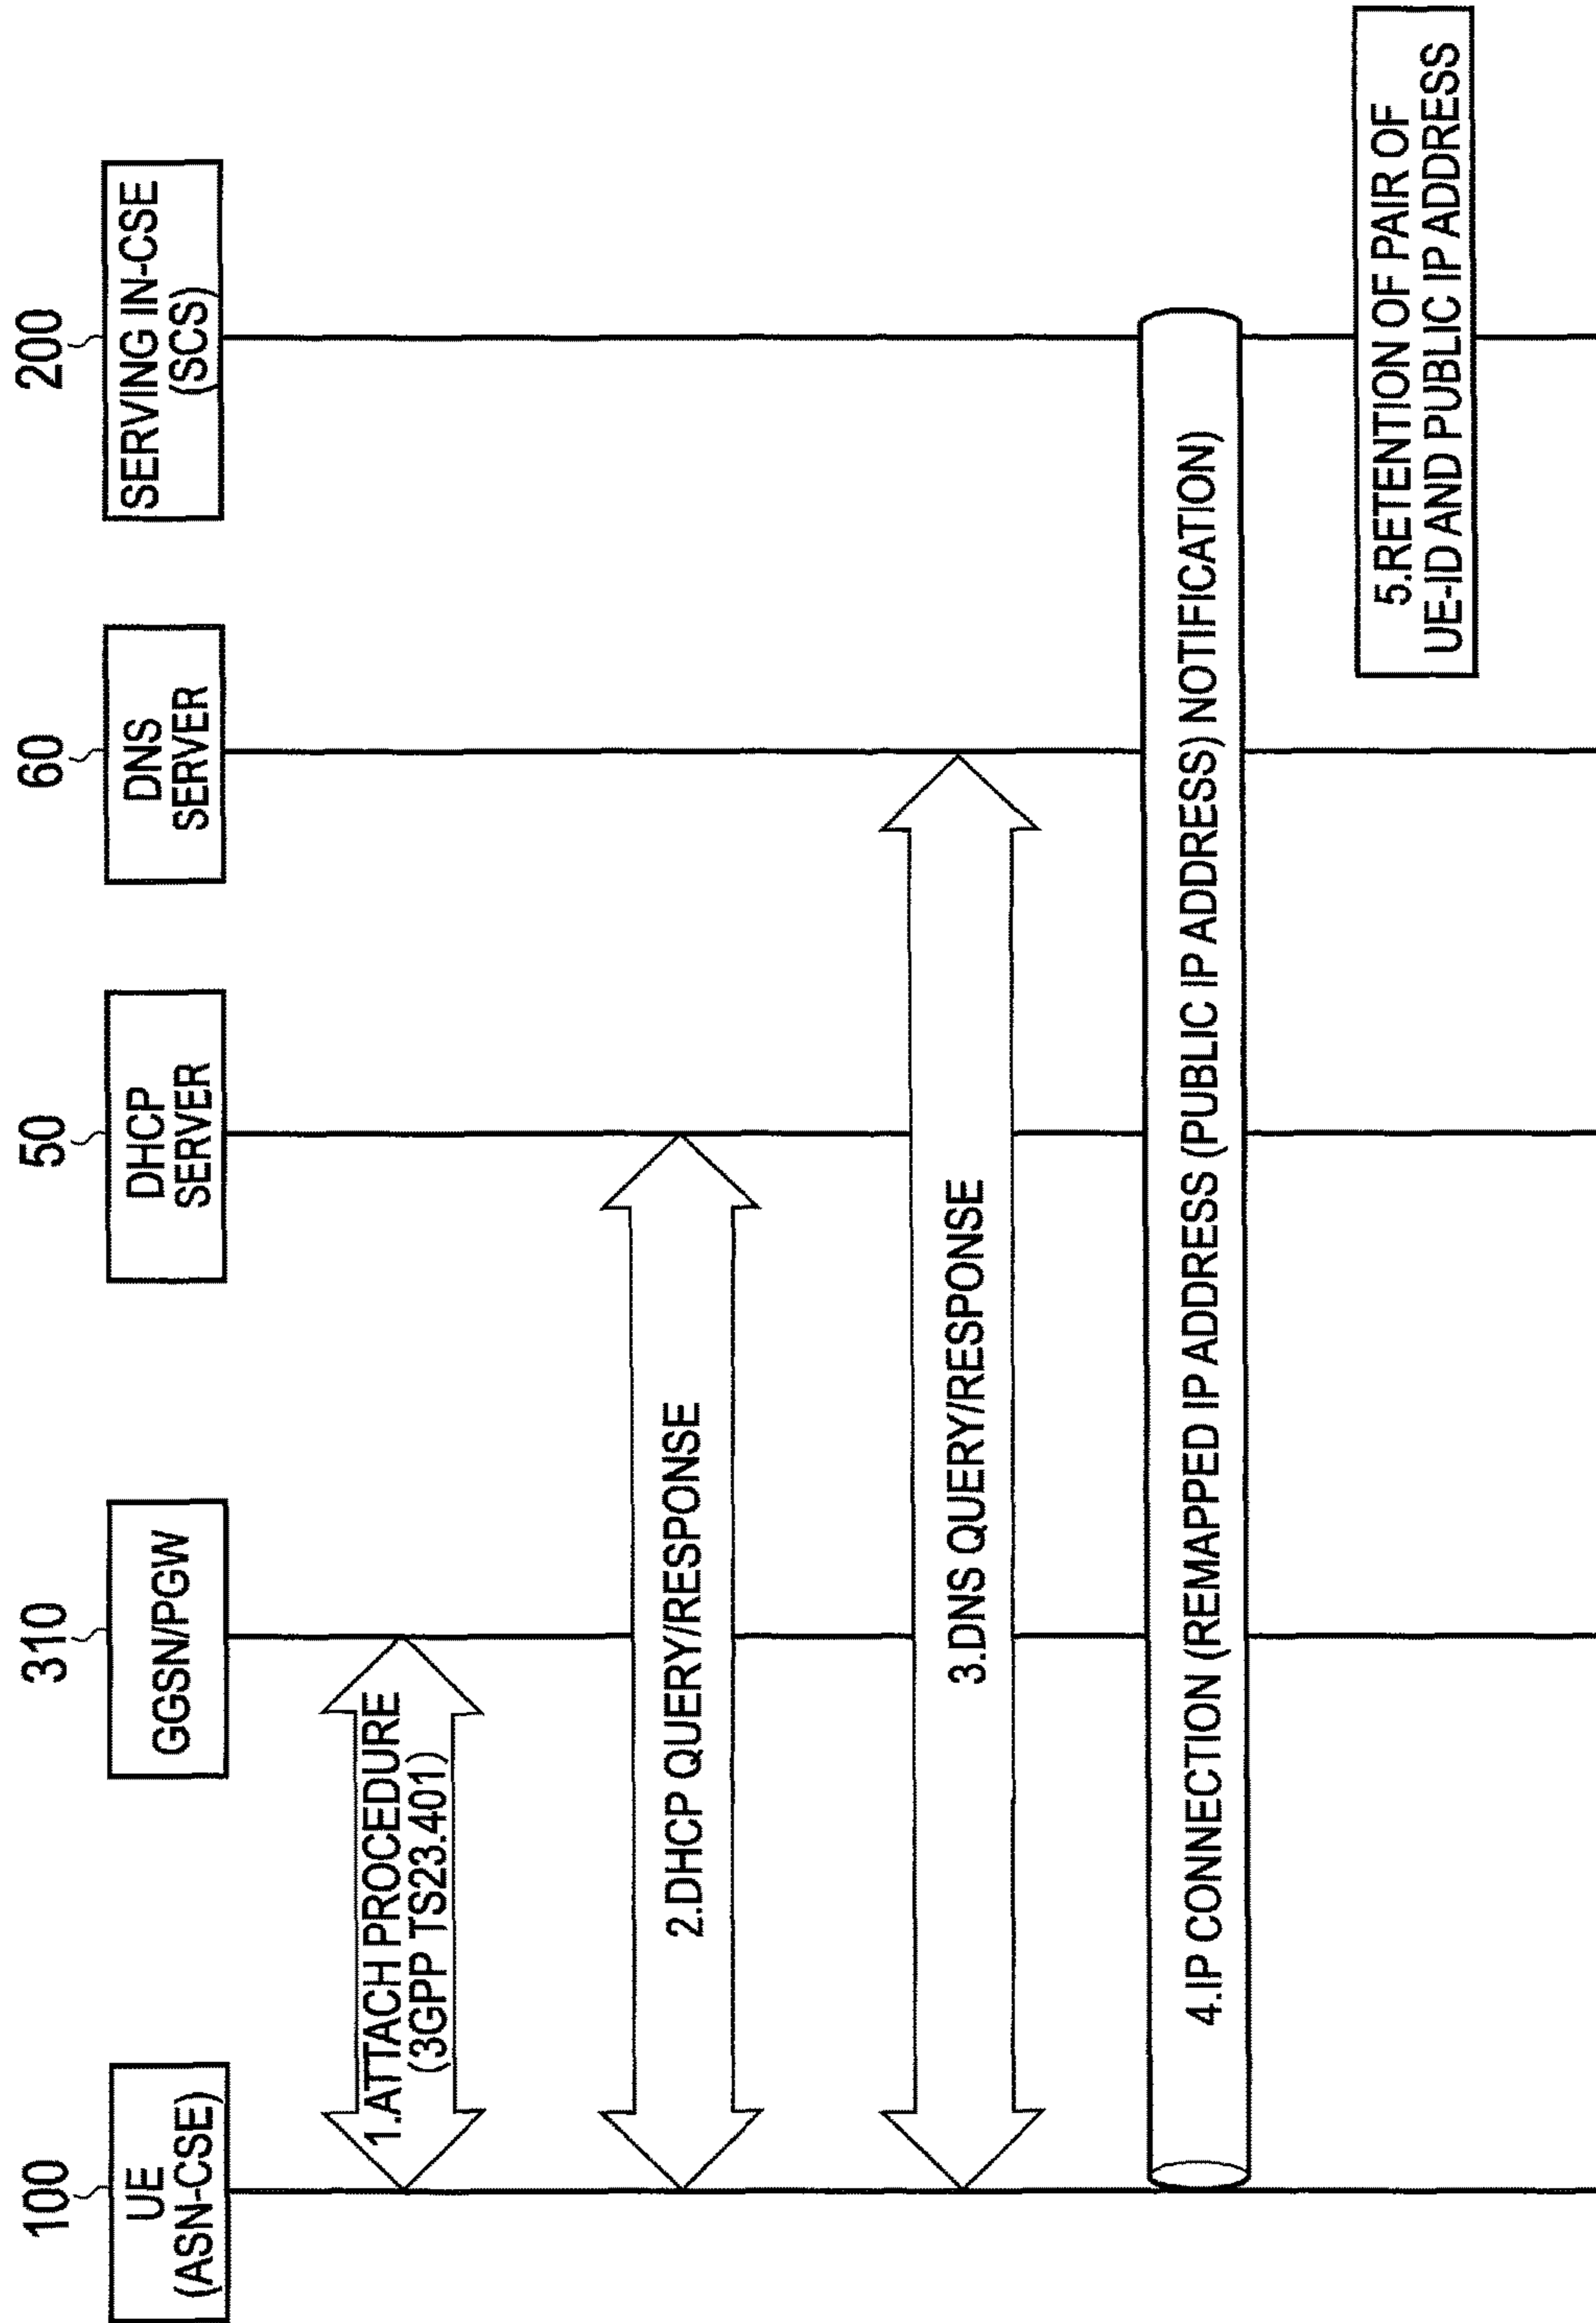 100
UE
(ASN-CSE)
310
GGSN/PGW
50
DHCP
SERVER
60
DNS
SERVER
200
SERVING IN-CSE
(SCS)
1.ATTACH PROCEDURE
(3GPP TS23.401)
2.DHCP QUERY/RESPONSE
3.DNS QUERY/RESPONSE
4.IP CONNECTION (REMAPPED IP ADDRESS (PUBLIC IP ADDRESS) NOTIFICATION)
5.RETENTION OF PAIR OF
UE-ID AND PUBLIC IP ADDRESS